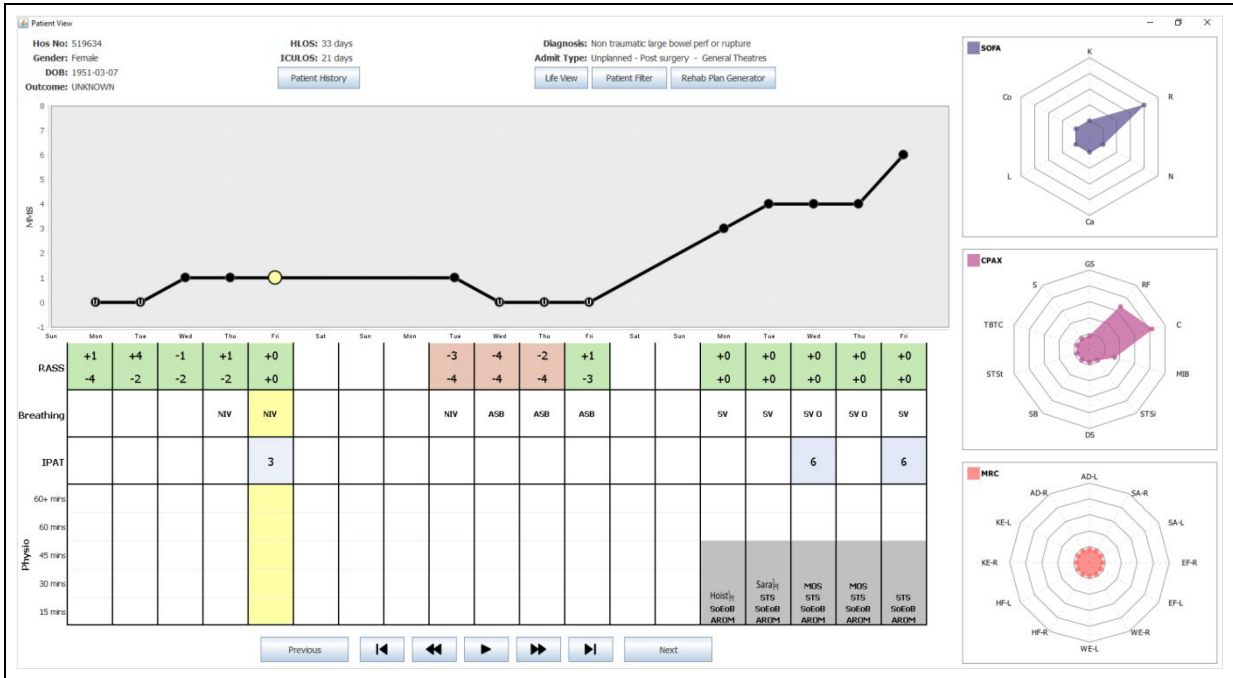 Patient View
Hos No: 519634
Gender: Female
DOB: 1951-03-07
Outcome: UNKNOWN
HLOS: 33 days
ICULOS: 21 days
Patient History
Diagnosis: Non traumatic large bowel perf or rupture
Admit Type: Unplanned - Post surgery - General Theatres
Life View Patient Filter Rehab Plan Generator
8
7
6
5
4
3
2
1
0
-1
MMS
U U U U U
Sun Mon Tue Wed Thu Fri Sat Sun Mon Tue Wed Thu Fri Sat Sun Mon Tue Wed Thu Fri
RASS
+1 +4 -1 +1 +0 -3 -4 -2 +1 +0 +0 +0 +0 +0
-4 -2 -2 -2 +0 -4 -4 -4 -3 +0 +0 +0 +0 +0
Breathing NIV NIV NIV ASB ASB ASB SV SV SV O SV O SV
IPAT 3 6 6
Physio
60+ mins
60 mins
45 mins
30 mins
15 mins
Hoist
SoEoB
AROM
Sara
STS
SoEoB
AROM
MOS
STS
SoEoB
AROM
MOS
STS
SoEoB
AROM
STS
SoEoB
AROM
Previous Next
SOFA
K
R
N
Ca
L
Co
CPAX
GS
RF
C
MIB
STSi
DS
SB
STSt
TBTC
S
MRC
AD-L
SA-R
SA-L
EF-R
EF-L
WE-R
WE-L
HF-R
HF-L
KE-R
KE-L
AD-R